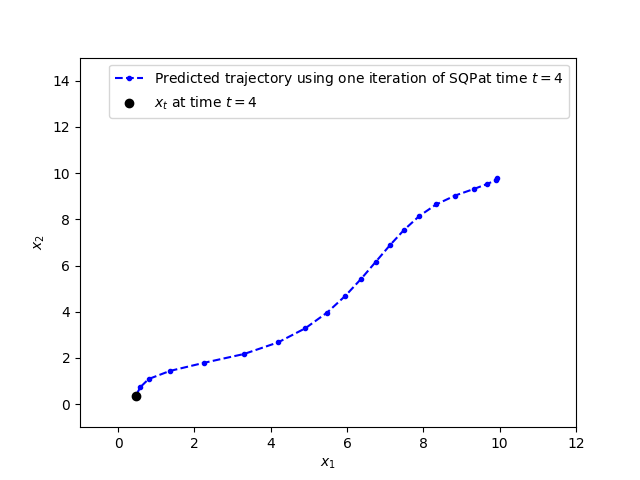 Predicted trajectory using one iteration of SQPat time t = 4
x_t at time t = 4
14
12
10
8
6
4
2
0
x_2
0 2 4 6 8 10 12
x_1